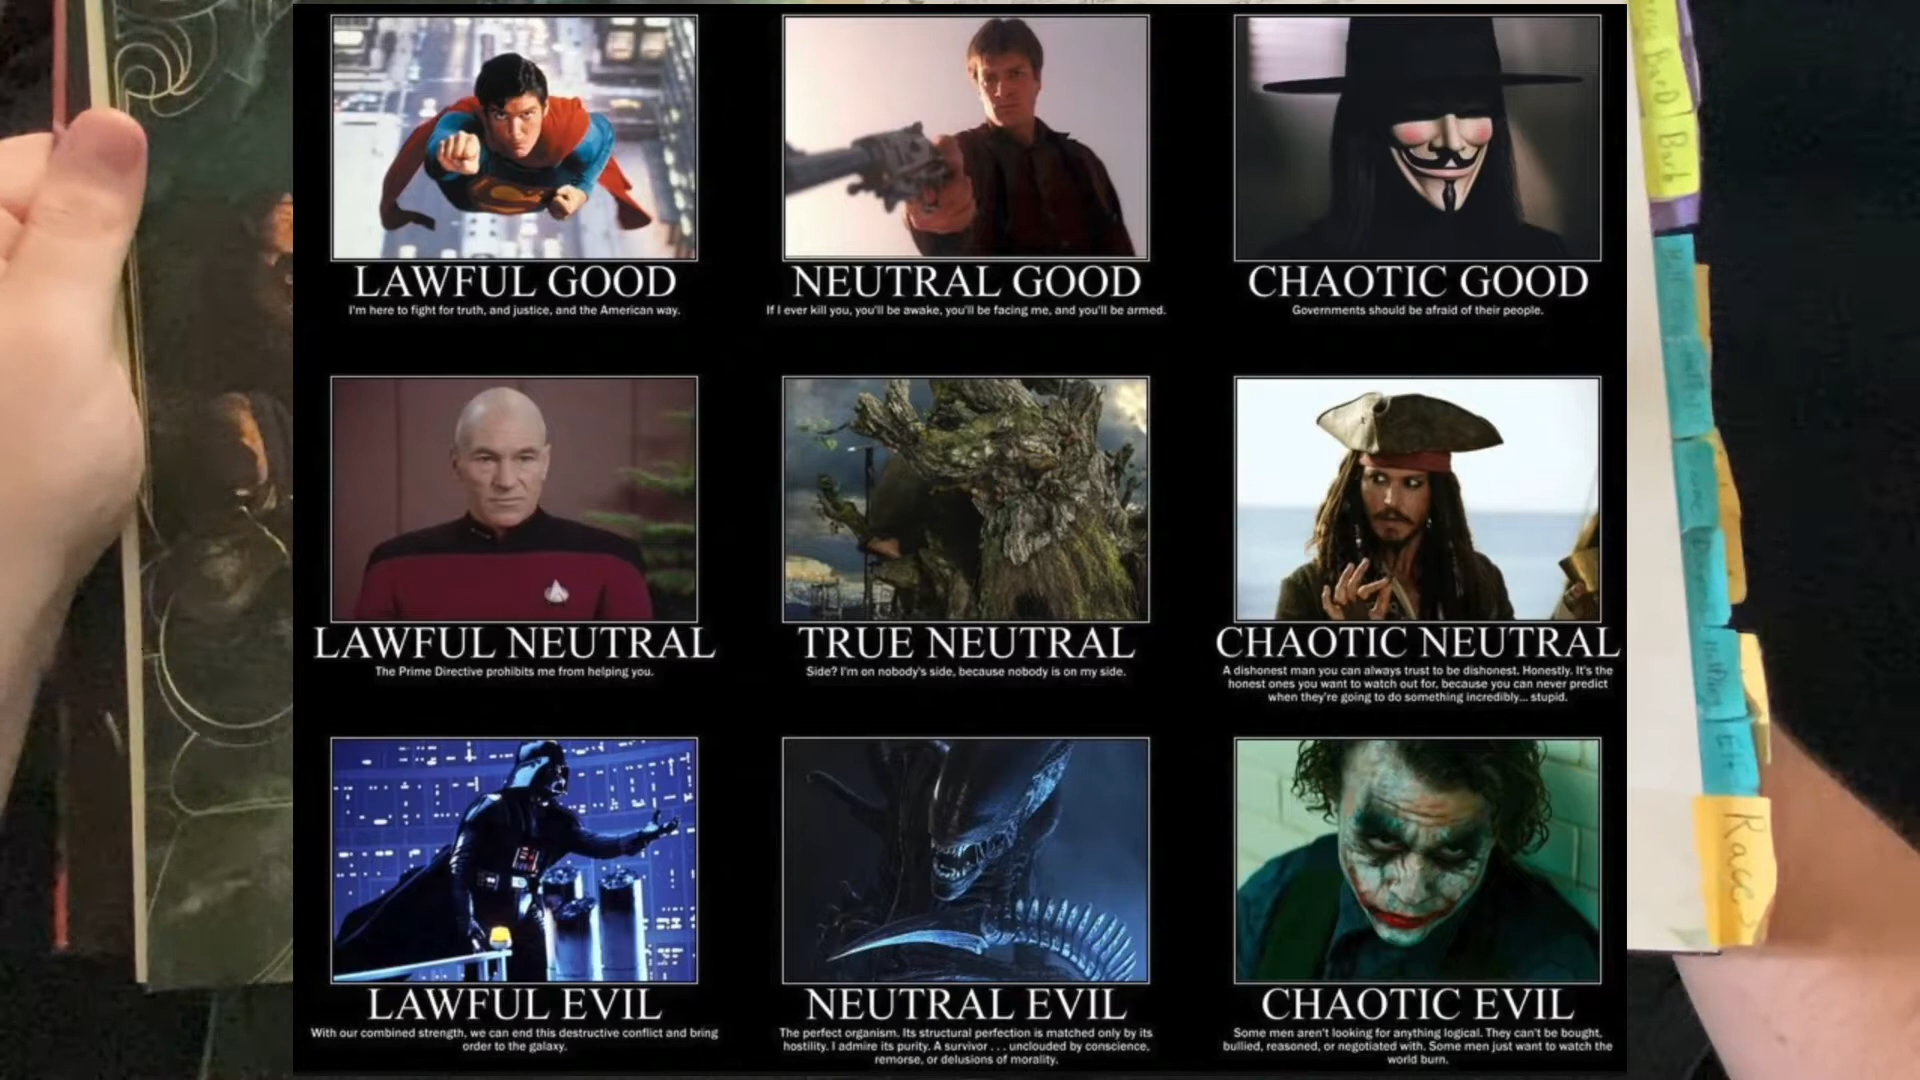 LAWFUL GOOD
I'm here to fight for truth, and justice, and the American way.
NEUTRAL GOOD
If I ever kill you, you'll be awake, you'll be facing me, and you'll be armed.
CHAOTIC GOOD
Governments should be afraid of their people.
LAWFUL NEUTRAL
The Prime Directive prohibits me from helping you.
TRUE NEUTRAL
Side? I'm on nobody's side, because nobody is on my side.
CHAOTIC NEUTRAL
A dishonest man you can always trust to be dishonest. Honestly. It's the
honest ones you want to watch out for, because you can never predict
when they're going to do something incredibly... stupid.
LAWFUL EVIL
With our combined strength, we can end this destructive conflict and bring
order to the galaxy.
NEUTRAL EVIL
The perfect organism. Its structural perfection is matched only by its
hostility. I admire its purity. A survivor . . . unclouded by conscience,
remorse, or delusions of morality.
CHAOTIC EVIL
Some men aren't looking for anything logical. They can't be bought,
bullied, reasoned, or negotiated with. Some men just want to watch the
world burn.
BarD
Barb
Halfling
Elf
Races